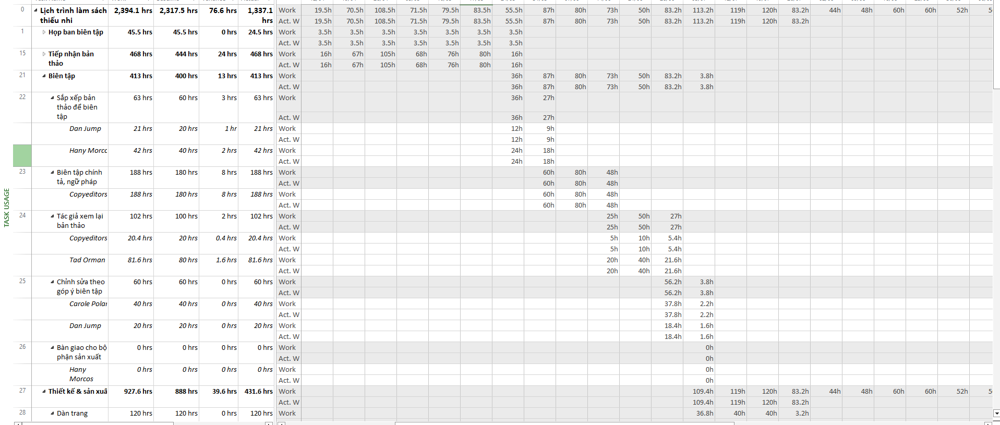 0 Lịch trình làm sách 2,394.1 hrs 2,317.5 hrs 76.6 hrs 1,337.1 Work 19.5h 70.5h 108.5h 71.5h 79.5h 83.5h 55.5h 87h 80h 73h 50h 83.2h 113.2h 119h 120h 83.2h 44h 48h 60h 60h 52h
thiếu nhi hrs Act. W 19.5h 70.5h 108.5h 71.5h 79.5h 83.5h 55.5h 87h 80h 73h 50h 83.2h 113.2h 119h 120h 83.2h
1 Họp ban biên tập 45.5 hrs 45.5 hrs 0 hrs 24.5 hrs Work 3.5h 3.5h 3.5h 3.5h 3.5h 3.5h 3.5h
Act. W 3.5h 3.5h 3.5h 3.5h 3.5h 3.5h 3.5h
15 Tiếp nhận bản 468 hrs 444 hrs 24 hrs 468 hrs Work 16h 67h 105h 68h 76h 80h 16h
thảo Act. W 16h 67h 105h 68h 76h 80h 16h
21 Biên tập 413 hrs 400 hrs 13 hrs 413 hrs Work 36h 87h 80h 73h 50h 83.2h 3.8h
Act. W 36h 87h 80h 73h 50h 83.2h 3.8h
22 Sắp xếp bản 63 hrs 60 hrs 3 hrs 63 hrs Work 36h 27h
thảo để biên
tập Act. W 36h 27h
Dan Jump 21 hrs 20 hrs 1 hr 21 hrs Work 12h 9h
Act. W 12h 9h
Hany Morcc 42 hrs 40 hrs 2 hrs 42 hrs Work 24h 18h
Act. W 24h 18h
23 Biên tập chính 188 hrs 180 hrs 8 hrs 188 hrs Work 60h 80h 48h
tả, ngữ pháp Act. W 60h 80h 48h
Copyeditors 188 hrs 180 hrs 8 hrs 188 hrs Work 60h 80h 48h
TASK USAGE
Act. W 60h 80h 48h
24 Tác giả xem lại 102 hrs 100 hrs 2 hrs 102 hrs Work 25h 50h 27h
bản thảo Act. W 25h 50h 27h
Copyeditors 20.4 hrs 20 hrs 0.4 hrs 20.4 hrs Work 5h 10h 5.4h
Act. W 5h 10h 5.4h
Tad Orman 81.6 hrs 80 hrs 1.6 hrs 81.6 hrs Work 20h 40h 21.6h
Act. W 20h 40h 21.6h
25 Chỉnh sửa theo 60 hrs 60 hrs 0 hrs 60 hrs Work 56.2h 3.8h
góp ý biên tập Act. W 56.2h 3.8h
Carole Polar 40 hrs 40 hrs 0 hrs 40 hrs Work 37.8h 2.2h
Act. W 37.8h 2.2h
Dan Jump 20 hrs 20 hrs 0 hrs 20 hrs Work 18.4h 1.6h
Act. W 18.4h 1.6h
26 Bàn giao cho bộ 0 hrs 0 hrs 0 hrs 0 hrs Work 0h
phận sản xuất Act. W 0h
Hany 0 hrs 0 hrs 0 hrs 0 hrs Work 0h
Morcos Act. W 0h
27 Thiết kế & sản xuấ 927.6 hrs 888 hrs 39.6 hrs 431.6 hrs Work 109.4h 119h 120h 83.2h 44h 48h 60h 60h 52h
Act. W 109.4h 119h 120h 83.2h
28 Dàn trang 120 hrs 120 hrs 0 hrs 120 hrs Work 36.8h 40h 40h 3.2h